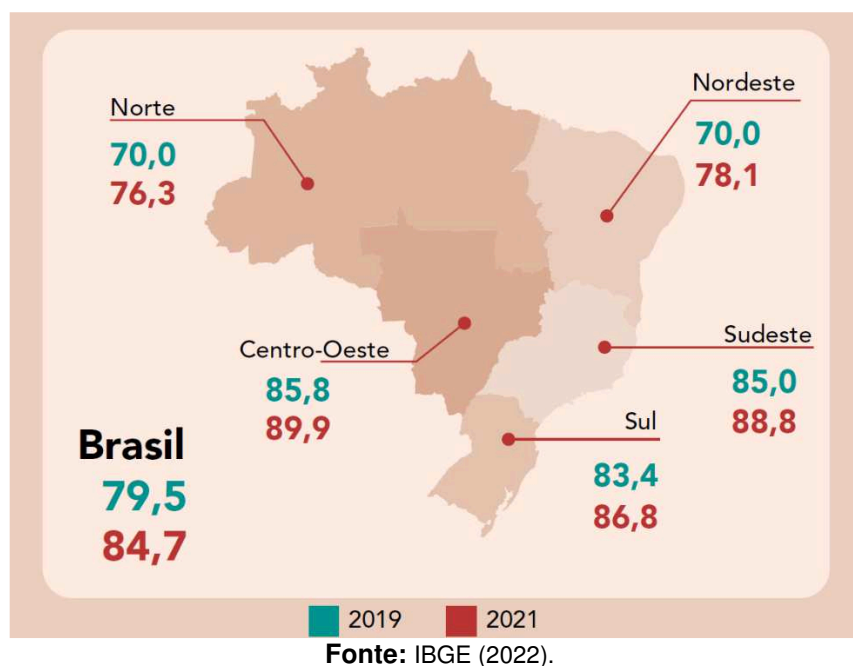 Norte
70,0
76,3
Nordeste
70,0
78,1
Centro-Oeste
85,8
89,9
Sudeste
85,0
88,8
Sul
83,4
86,8
Brasil
79,5
84,7
2019
2021
Fonte: IBGE (2022).